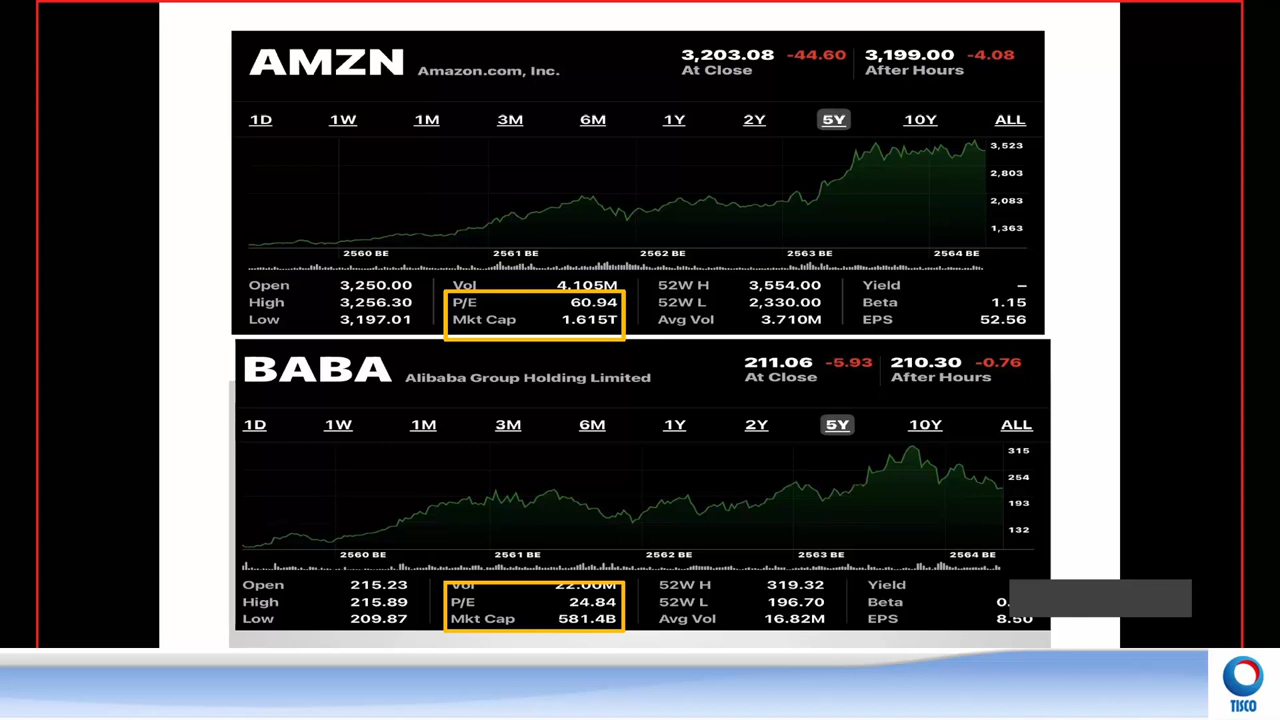 AMZN Amazon.com, Inc. 3,203.08 -44.60 3,199.00 -4.08
At Close After Hours
1D 1W 1M 3M 6M 1Y 2Y 5Y 10Y ALL
3,523
2,803
2,083
1,363
2560 BE 2561 BE 2562 BE 2563 BE 2564 BE
Open 3,250.00 Vol 4.105M 52W H 3,554.00 Yield –
High 3,256.30 P/E 60.94 52W L 2,330.00 Beta 1.15
Low 3,197.01 Mkt Cap 1.615T Avg Vol 3.710M EPS 52.56
BABA Alibaba Group Holding Limited 211.06 -5.93 210.30 -0.76
At Close After Hours
1D 1W 1M 3M 6M 1Y 2Y 5Y 10Y ALL
315
254
193
132
2560 BE 2561 BE 2562 BE 2563 BE 2564 BE
Open 215.23 Vol 22.00M 52W H 319.32 Yield
High 215.89 P/E 24.84 52W L 196.70 Beta
Low 209.87 Mkt Cap 581.4B Avg Vol 16.82M EPS 8.50
TISCO